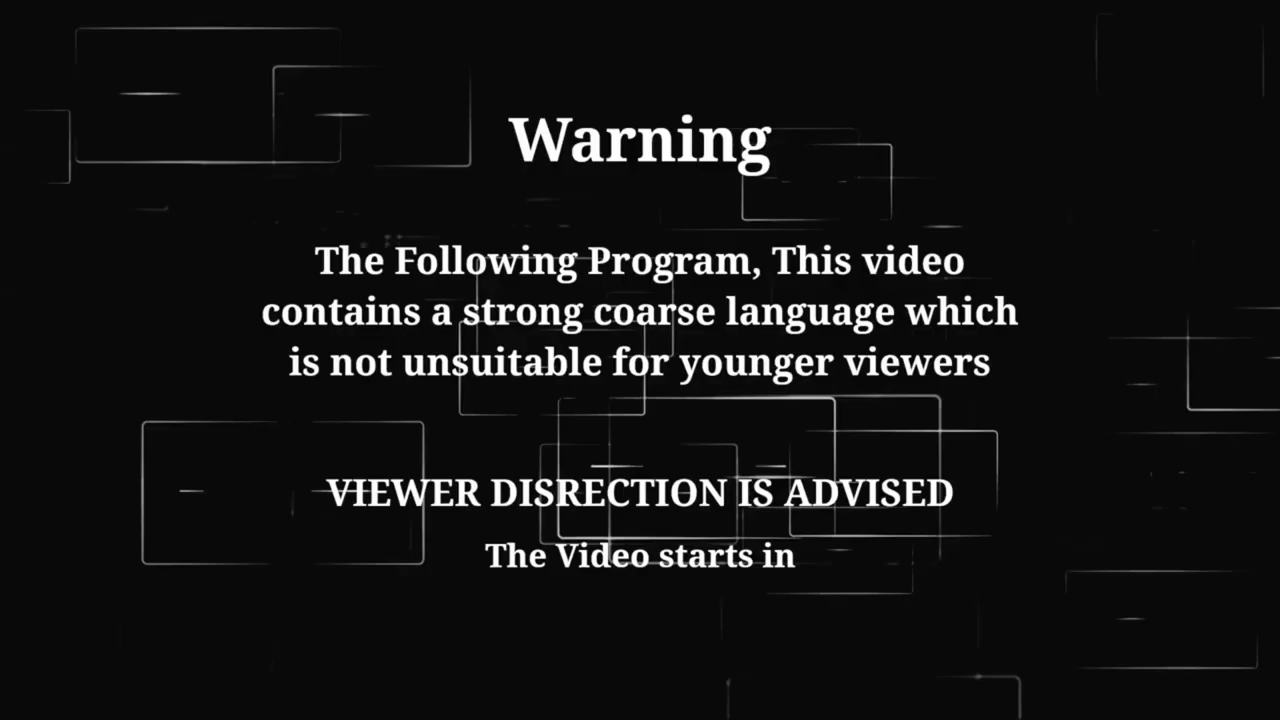 Warning
The Following Program, This video
contains a strong coarse language which
is not unsuitable for younger viewers
VIEWER DISRECTION IS ADVISED
The Video starts in